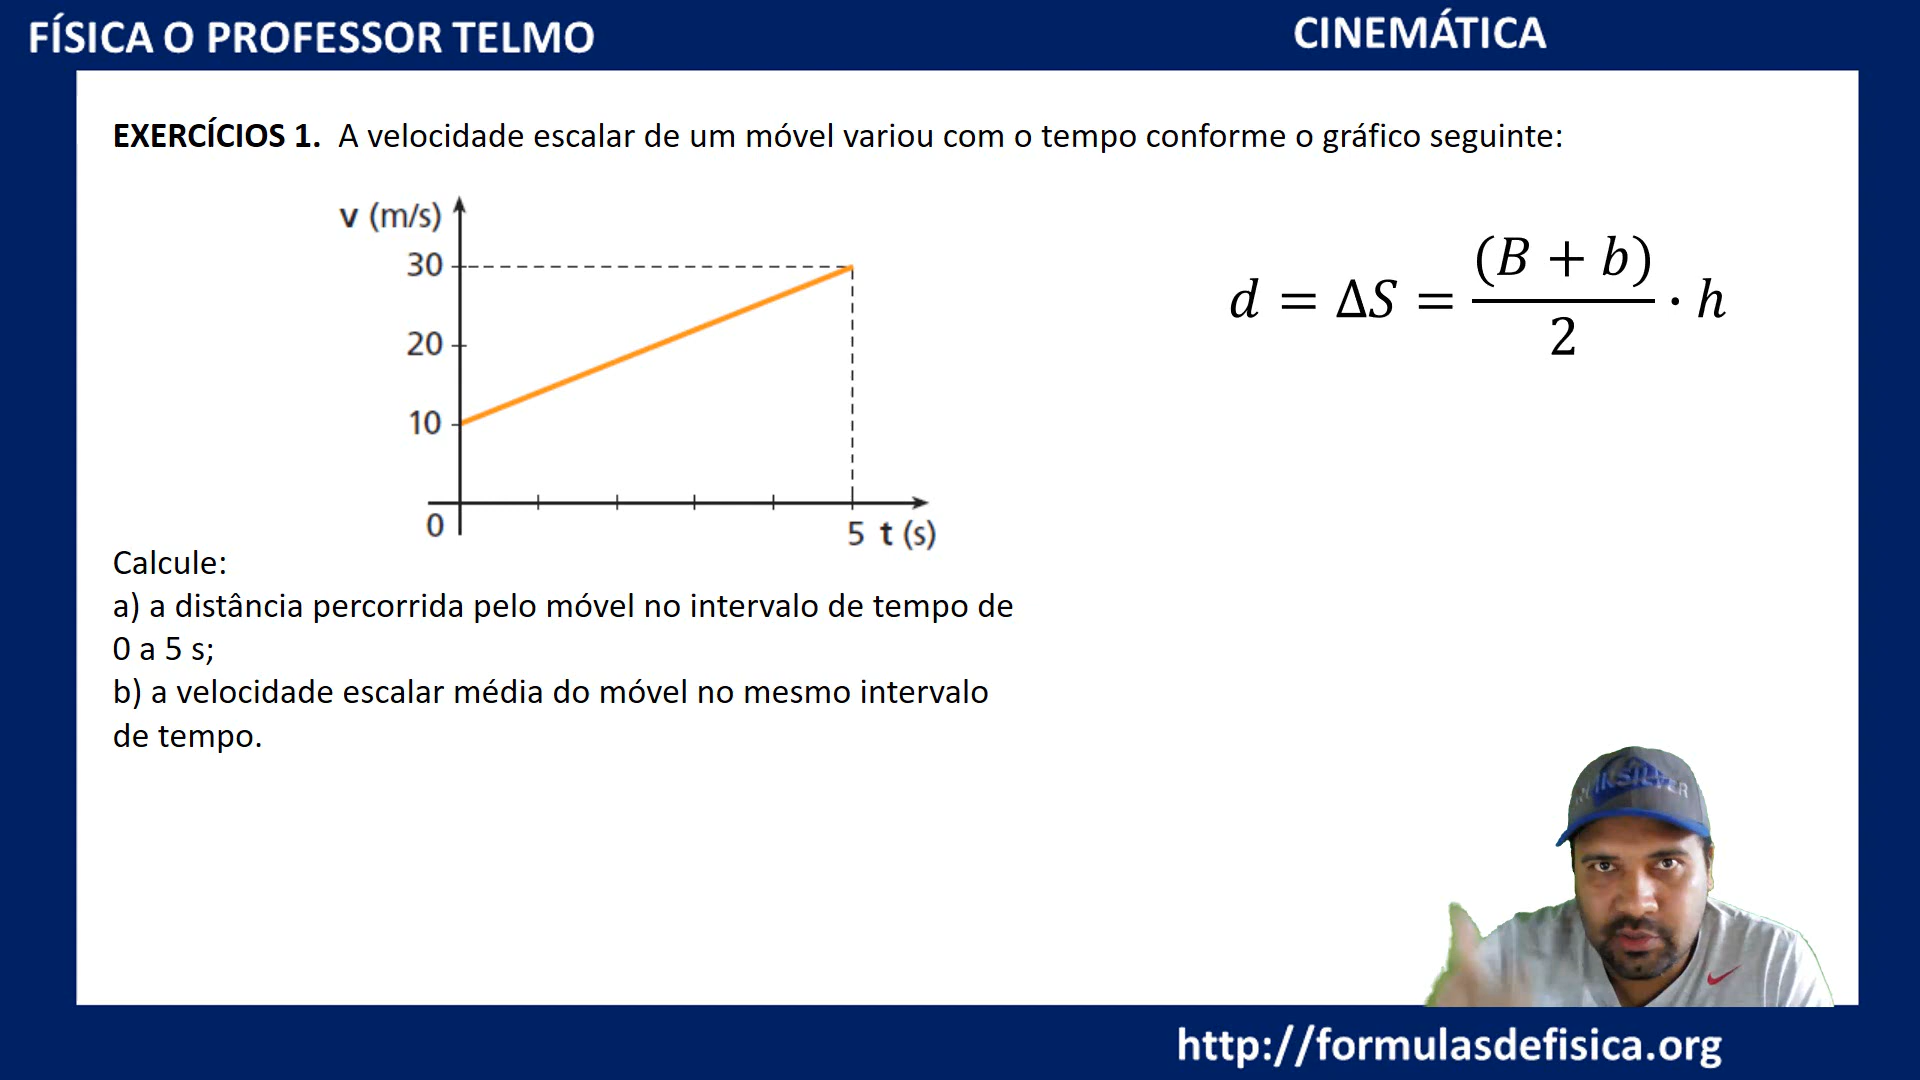 FÍSICA O PROFESSOR TELMO
CINEMÁTICA
EXERCÍCIOS 1. A velocidade escalar de um móvel variou com o tempo conforme o gráfico seguinte:
v (m/s)
30
20
10
0
5 t (s)
d = ΔS = (B + b)/2 · h
Calcule:
a) a distância percorrida pelo móvel no intervalo de tempo de
0 a 5 s;
b) a velocidade escalar média do móvel no mesmo intervalo
de tempo.
QUIKSILVER
http://formulasdefisica.org